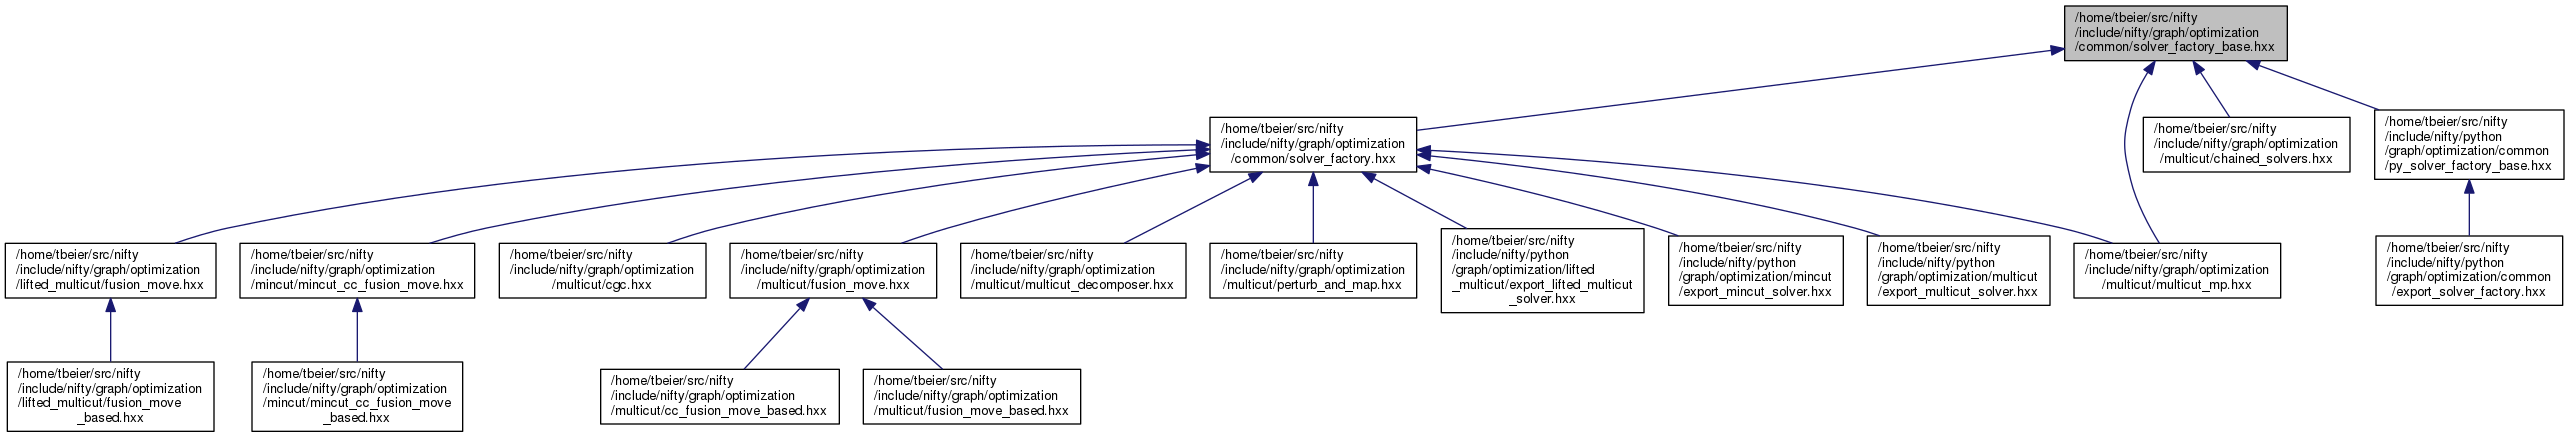 /home/tbeier/src/nifty
/include/nifty/graph/optimization
/common/solver_factory_base.hxx
/home/tbeier/src/nifty
/include/nifty/graph/optimization
/common/solver_factory.hxx
/home/tbeier/src/nifty
/include/nifty/graph/optimization
/multicut/chained_solvers.hxx
/home/tbeier/src/nifty
/include/nifty/python
/graph/optimization/common
/py_solver_factory_base.hxx
/home/tbeier/src/nifty
/include/nifty/graph/optimization
/lifted_multicut/fusion_move.hxx
/home/tbeier/src/nifty
/include/nifty/graph/optimization
/mincut/mincut_cc_fusion_move.hxx
/home/tbeier/src/nifty
/include/nifty/graph/optimization
/multicut/cgc.hxx
/home/tbeier/src/nifty
/include/nifty/graph/optimization
/multicut/fusion_move.hxx
/home/tbeier/src/nifty
/include/nifty/graph/optimization
/multicut/multicut_decomposer.hxx
/home/tbeier/src/nifty
/include/nifty/graph/optimization
/multicut/perturb_and_map.hxx
/home/tbeier/src/nifty
/include/nifty/python
/graph/optimization/lifted
_multicut/export_lifted_multicut
_solver.hxx
/home/tbeier/src/nifty
/include/nifty/python
/graph/optimization/mincut
/export_mincut_solver.hxx
/home/tbeier/src/nifty
/include/nifty/python
/graph/optimization/multicut
/export_multicut_solver.hxx
/home/tbeier/src/nifty
/include/nifty/graph/optimization
/multicut/multicut_mp.hxx
/home/tbeier/src/nifty
/include/nifty/python
/graph/optimization/common
/export_solver_factory.hxx
/home/tbeier/src/nifty
/include/nifty/graph/optimization
/lifted_multicut/fusion_move
_based.hxx
/home/tbeier/src/nifty
/include/nifty/graph/optimization
/mincut/mincut_cc_fusion_move
_based.hxx
/home/tbeier/src/nifty
/include/nifty/graph/optimization
/multicut/cc_fusion_move_based.hxx
/home/tbeier/src/nifty
/include/nifty/graph/optimization
/multicut/fusion_move_based.hxx